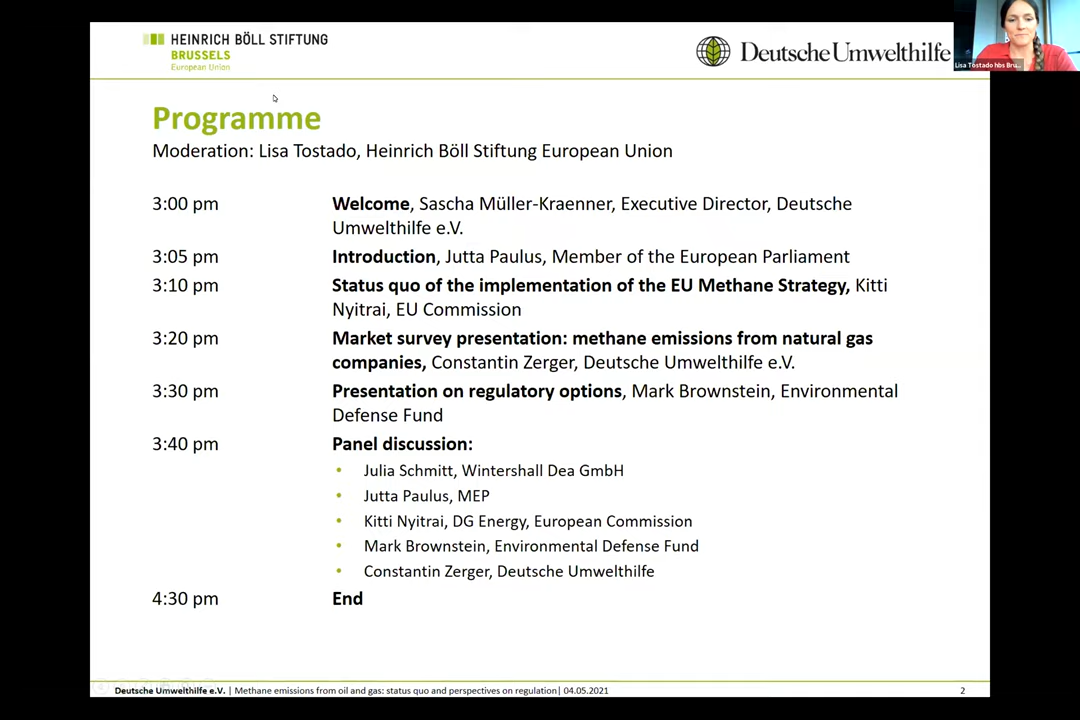 HEINRICH BÖLL STIFTUNG
BRUSSELS
European Union
Deutsche Umwelthilfe
Lisa Tostado hbs Bru...
Programme
Moderation: Lisa Tostado, Heinrich Böll Stiftung European Union
3:00 pm Welcome, Sascha Müller-Kraenner, Executive Director, Deutsche
Umwelthilfe e.V.
3:05 pm Introduction, Jutta Paulus, Member of the European Parliament
3:10 pm Status quo of the implementation of the EU Methane Strategy, Kitti
Nyitrai, EU Commission
3:20 pm Market survey presentation: methane emissions from natural gas
companies, Constantin Zerger, Deutsche Umwelthilfe e.V.
3:30 pm Presentation on regulatory options, Mark Brownstein, Environmental
Defense Fund
3:40 pm Panel discussion:
• Julia Schmitt, Wintershall Dea GmbH
• Jutta Paulus, MEP
• Kitti Nyitrai, DG Energy, European Commission
• Mark Brownstein, Environmental Defense Fund
• Constantin Zerger, Deutsche Umwelthilfe
4:30 pm End
Deutsche Umwelthilfe e.V. | Methane emissions from oil and gas: status quo and perspectives on regulation| 04.05.2021 2